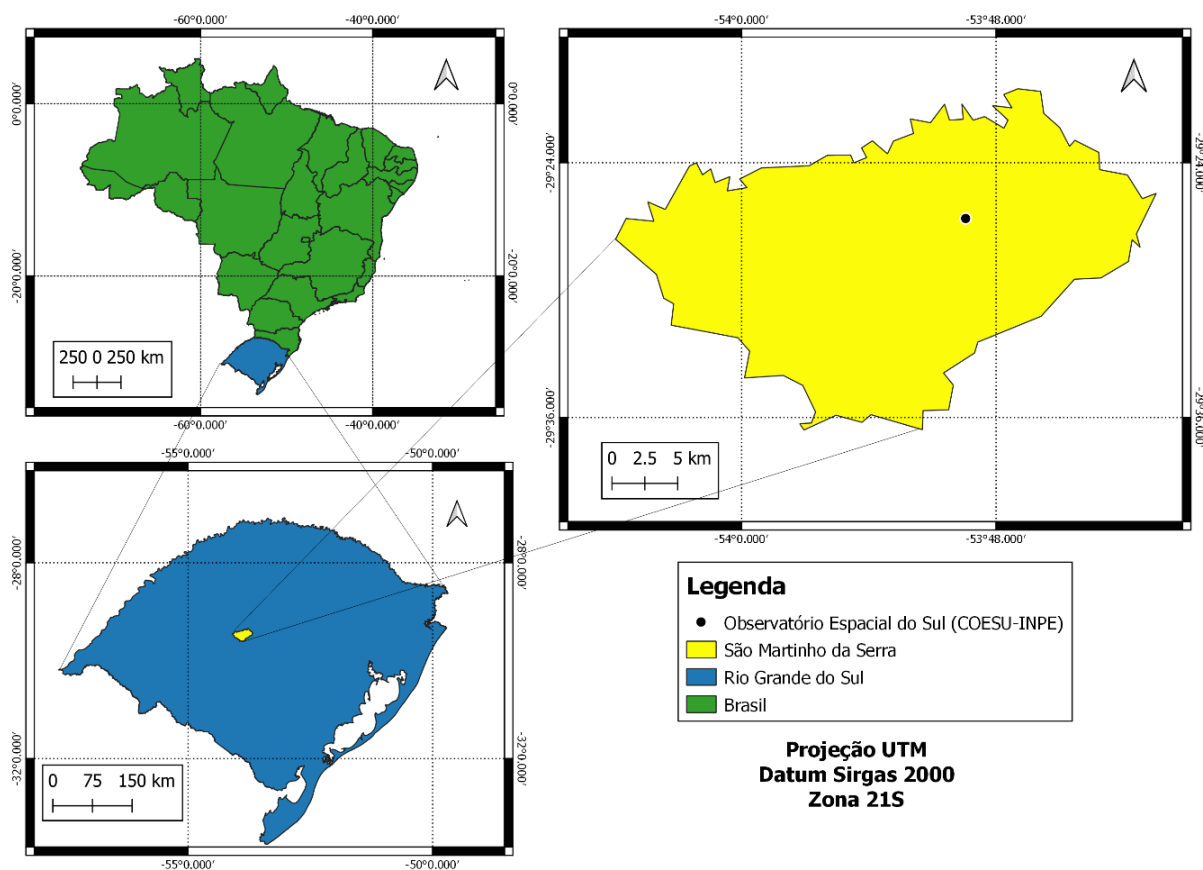 -60°0.000′ -40°0.000′
0°0.000′ 0°0.000′
-20°0.000′ -20°0.000′
250 0 250 km
-60°0.000′ -40°0.000′
-54°0.000′ -53°48.000′
-29°24.000′ -29°24.000′
-29°36.000′ -29°36.000′
0 2.5 5 km
-54°0.000′ -53°48.000′
-55°0.000′ -50°0.000′
-28°0.000′ -28°0.000′
-32°0.000′ -32°0.000′
0 75 150 km
-55°0.000′ -50°0.000′
Legenda
Observatório Espacial do Sul (COESU-INPE)
São Martinho da Serra
Rio Grande do Sul
Brasil
Projeção UTM
Datum Sirgas 2000
Zona 21S